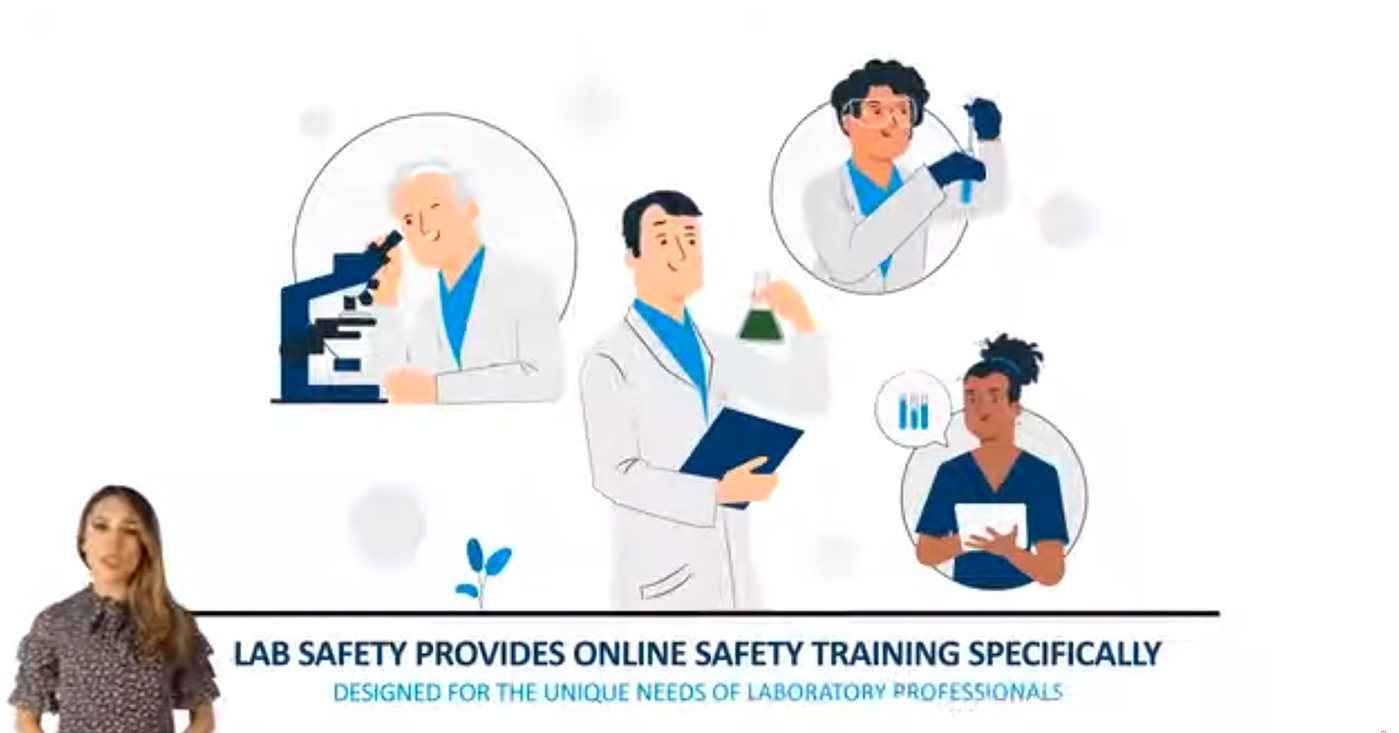 LAB SAFETY PROVIDES ONLINE SAFETY TRAINING SPECIFICALLY
DESIGNED FOR THE UNIQUE NEEDS OF LABORATORY PROFESSIONALS